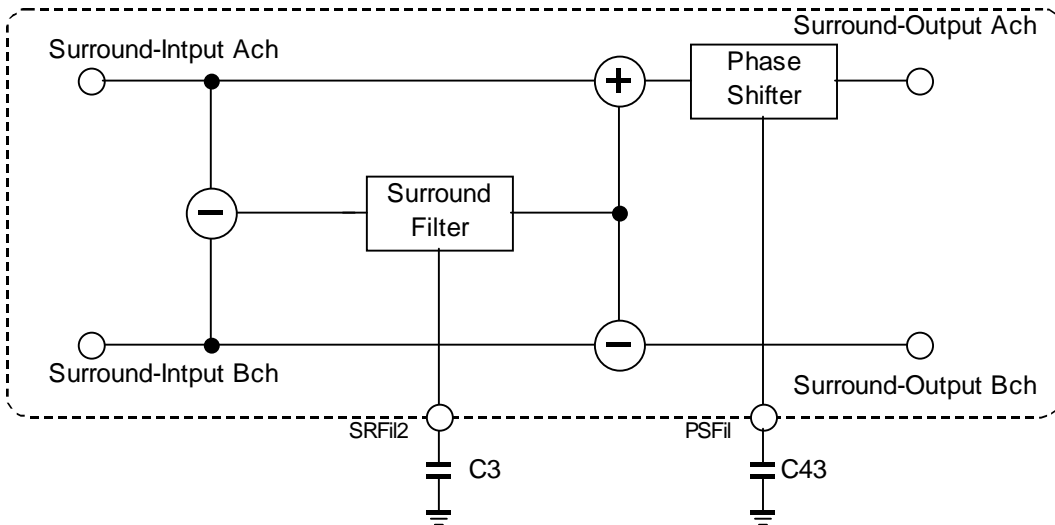 Surround-Output Ach
Surround-Intput Ach
Phase
Shifter
+
−
Surround
Filter
−
Surround-Intput Bch
Surround-Output Bch
SRFil2
PSFil
C3
C43